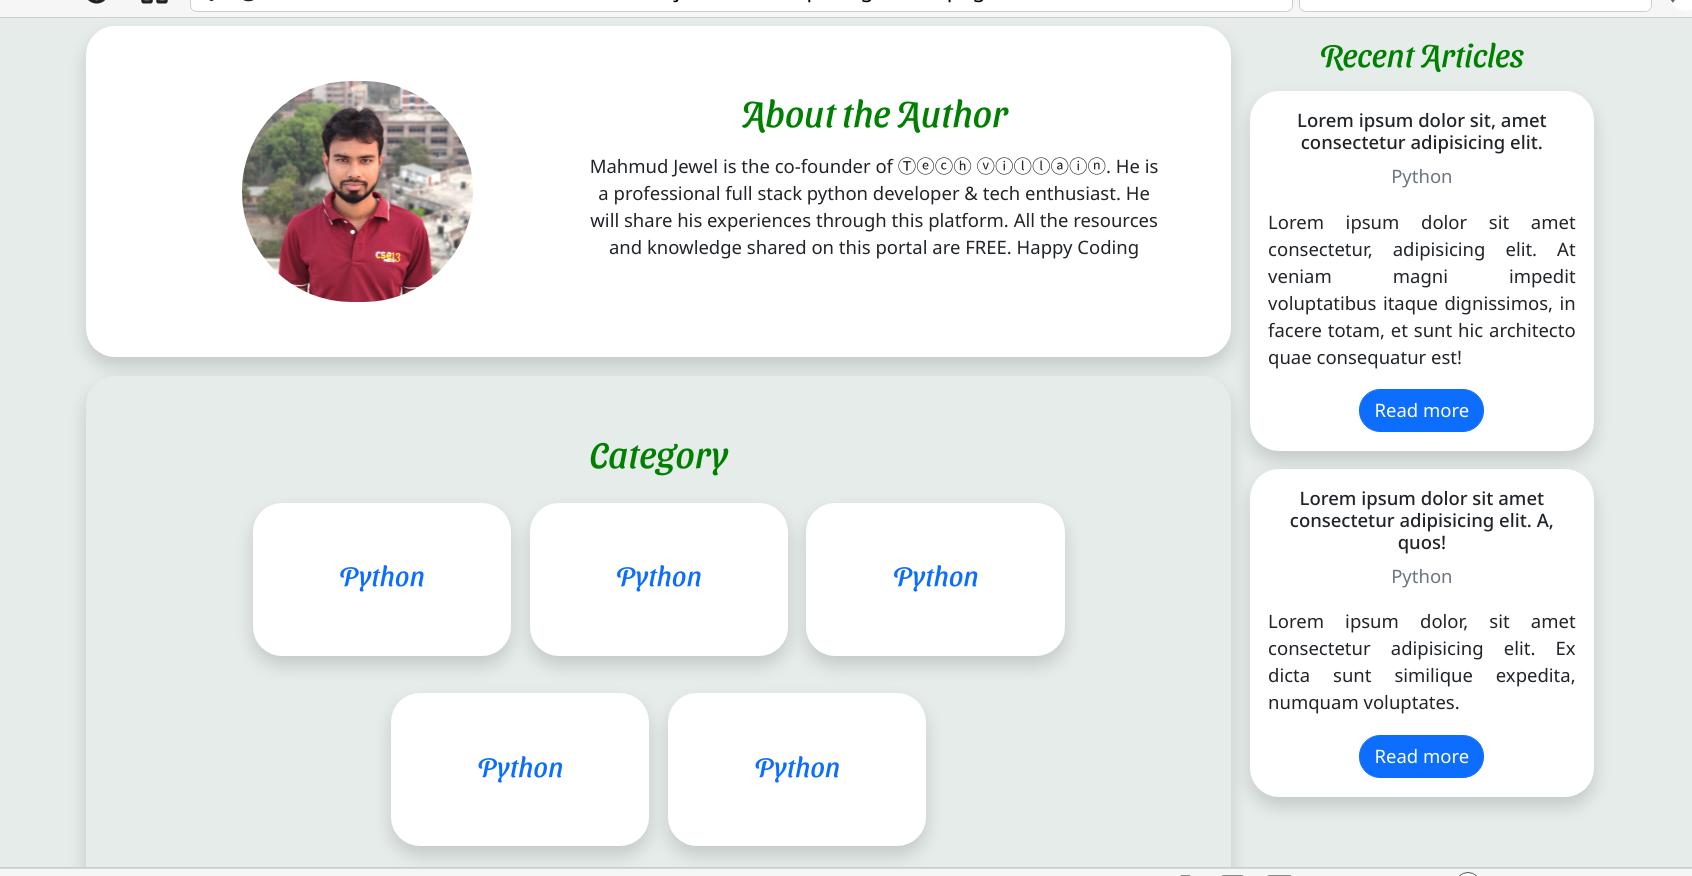 About the Author
Mahmud Jewel is the co-founder of Ⓣⓔⓒⓗ ⓥⓘⓛⓛⓐⓘⓝ. He is
a professional full stack python developer & tech enthusiast. He
will share his experiences through this platform. All the resources
and knowledge shared on this portal are FREE. Happy Coding
Category
Python
Python
Python
Python
Python
Recent Articles
Lorem ipsum dolor sit, amet
consectetur adipisicing elit.
Python
Lorem ipsum dolor sit amet
consectetur, adipisicing elit. At
veniam magni impedit
voluptatibus itaque dignissimos, in
facere totam, et sunt hic architecto
quae consequatur est!
Read more
Lorem ipsum dolor sit amet
consectetur adipisicing elit. A,
quos!
Python
Lorem ipsum dolor, sit amet
consectetur adipisicing elit. Ex
dicta sunt similique expedita,
numquam voluptates.
Read more